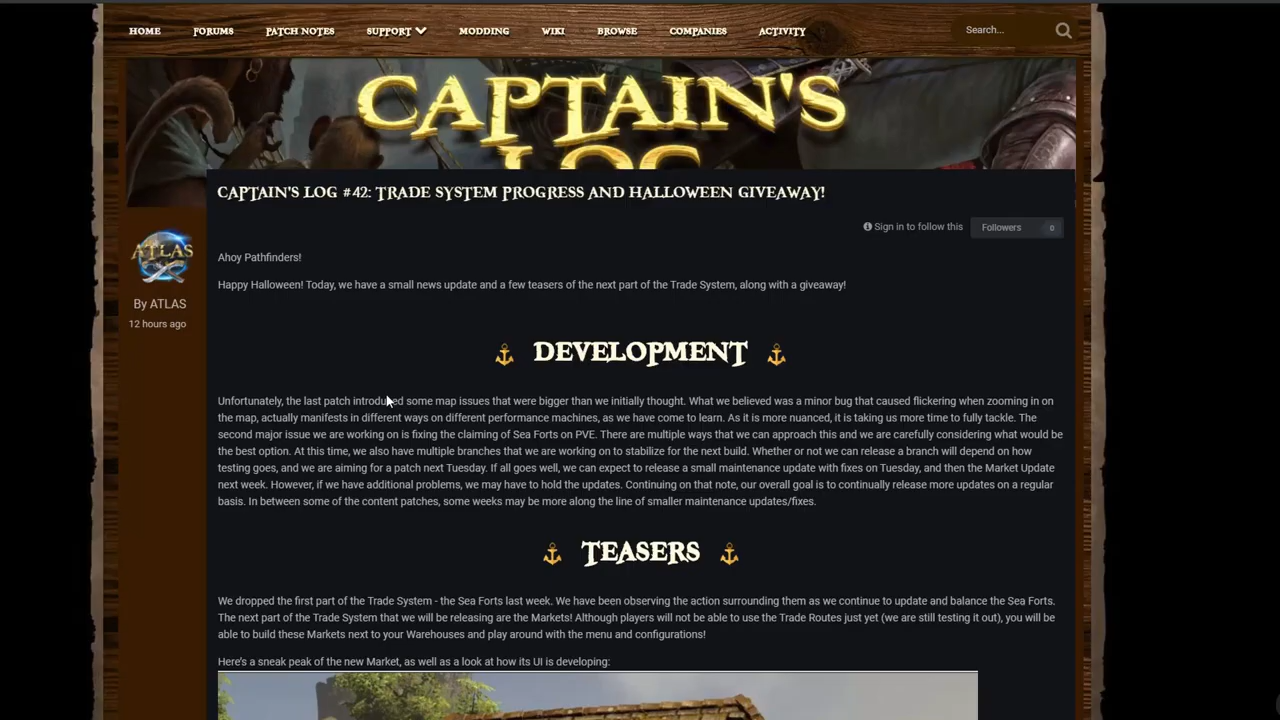 HOME FORUMS PATCH NOTES SUPPORT MODDING WIKI BROWSE COMPANIES ACTIVITY Search...
CAPTAIN'S
LOG
CAPTAIN'S LOG #42: TRADE SYSTEM PROGRESS AND HALLOWEEN GIVEAWAY!
Sign in to follow this Followers 0
ATLAS
By ATLAS
12 hours ago
Ahoy Pathfinders!
Happy Halloween! Today, we have a small news update and a few teasers of the next part of the Trade System, along with a giveaway!
DEVELOPMENT
Unfortunately, the last patch introduced some map issues that were bigger than we initially thought. What we believed was a minor bug that caused flickering when zooming in on
the map, actually manifests in different ways on different performance machines, as we have come to learn. As it is more nuanced, it is taking us more time to fully tackle. The
second major issue we are working on is fixing the claiming of Sea Forts on PVE. There are multiple ways that we can approach this and we are carefully considering what would be
the best option. At this time, we also have multiple branches that we are working on to stabilize for the next build. Whether or not we can release a branch will depend on how
testing goes, and we are aiming for a patch next Tuesday. If all goes well, we can expect to release a small maintenance update with fixes on Tuesday, and then the Market Update
next week. However, if we have additional problems, we may have to hold the updates. Continuing on that note, our overall goal is to continually release more updates on a regular
basis. In between some of the content patches, some weeks may be more along the line of smaller maintenance updates/fixes.
TEASERS
We dropped the first part of the Trade System - the Sea Forts last week. We have been observing the action surrounding them as we continue to update and balance the Sea Forts.
The next part of the Trade System that we will be releasing are the Markets! Although players will not be able to use the Trade Routes just yet (we are still testing it out), you will be
able to build these Markets next to your Warehouses and play around with the menu and configurations!
Here's a sneak peak of the new Market, as well as a look at how its UI is developing: